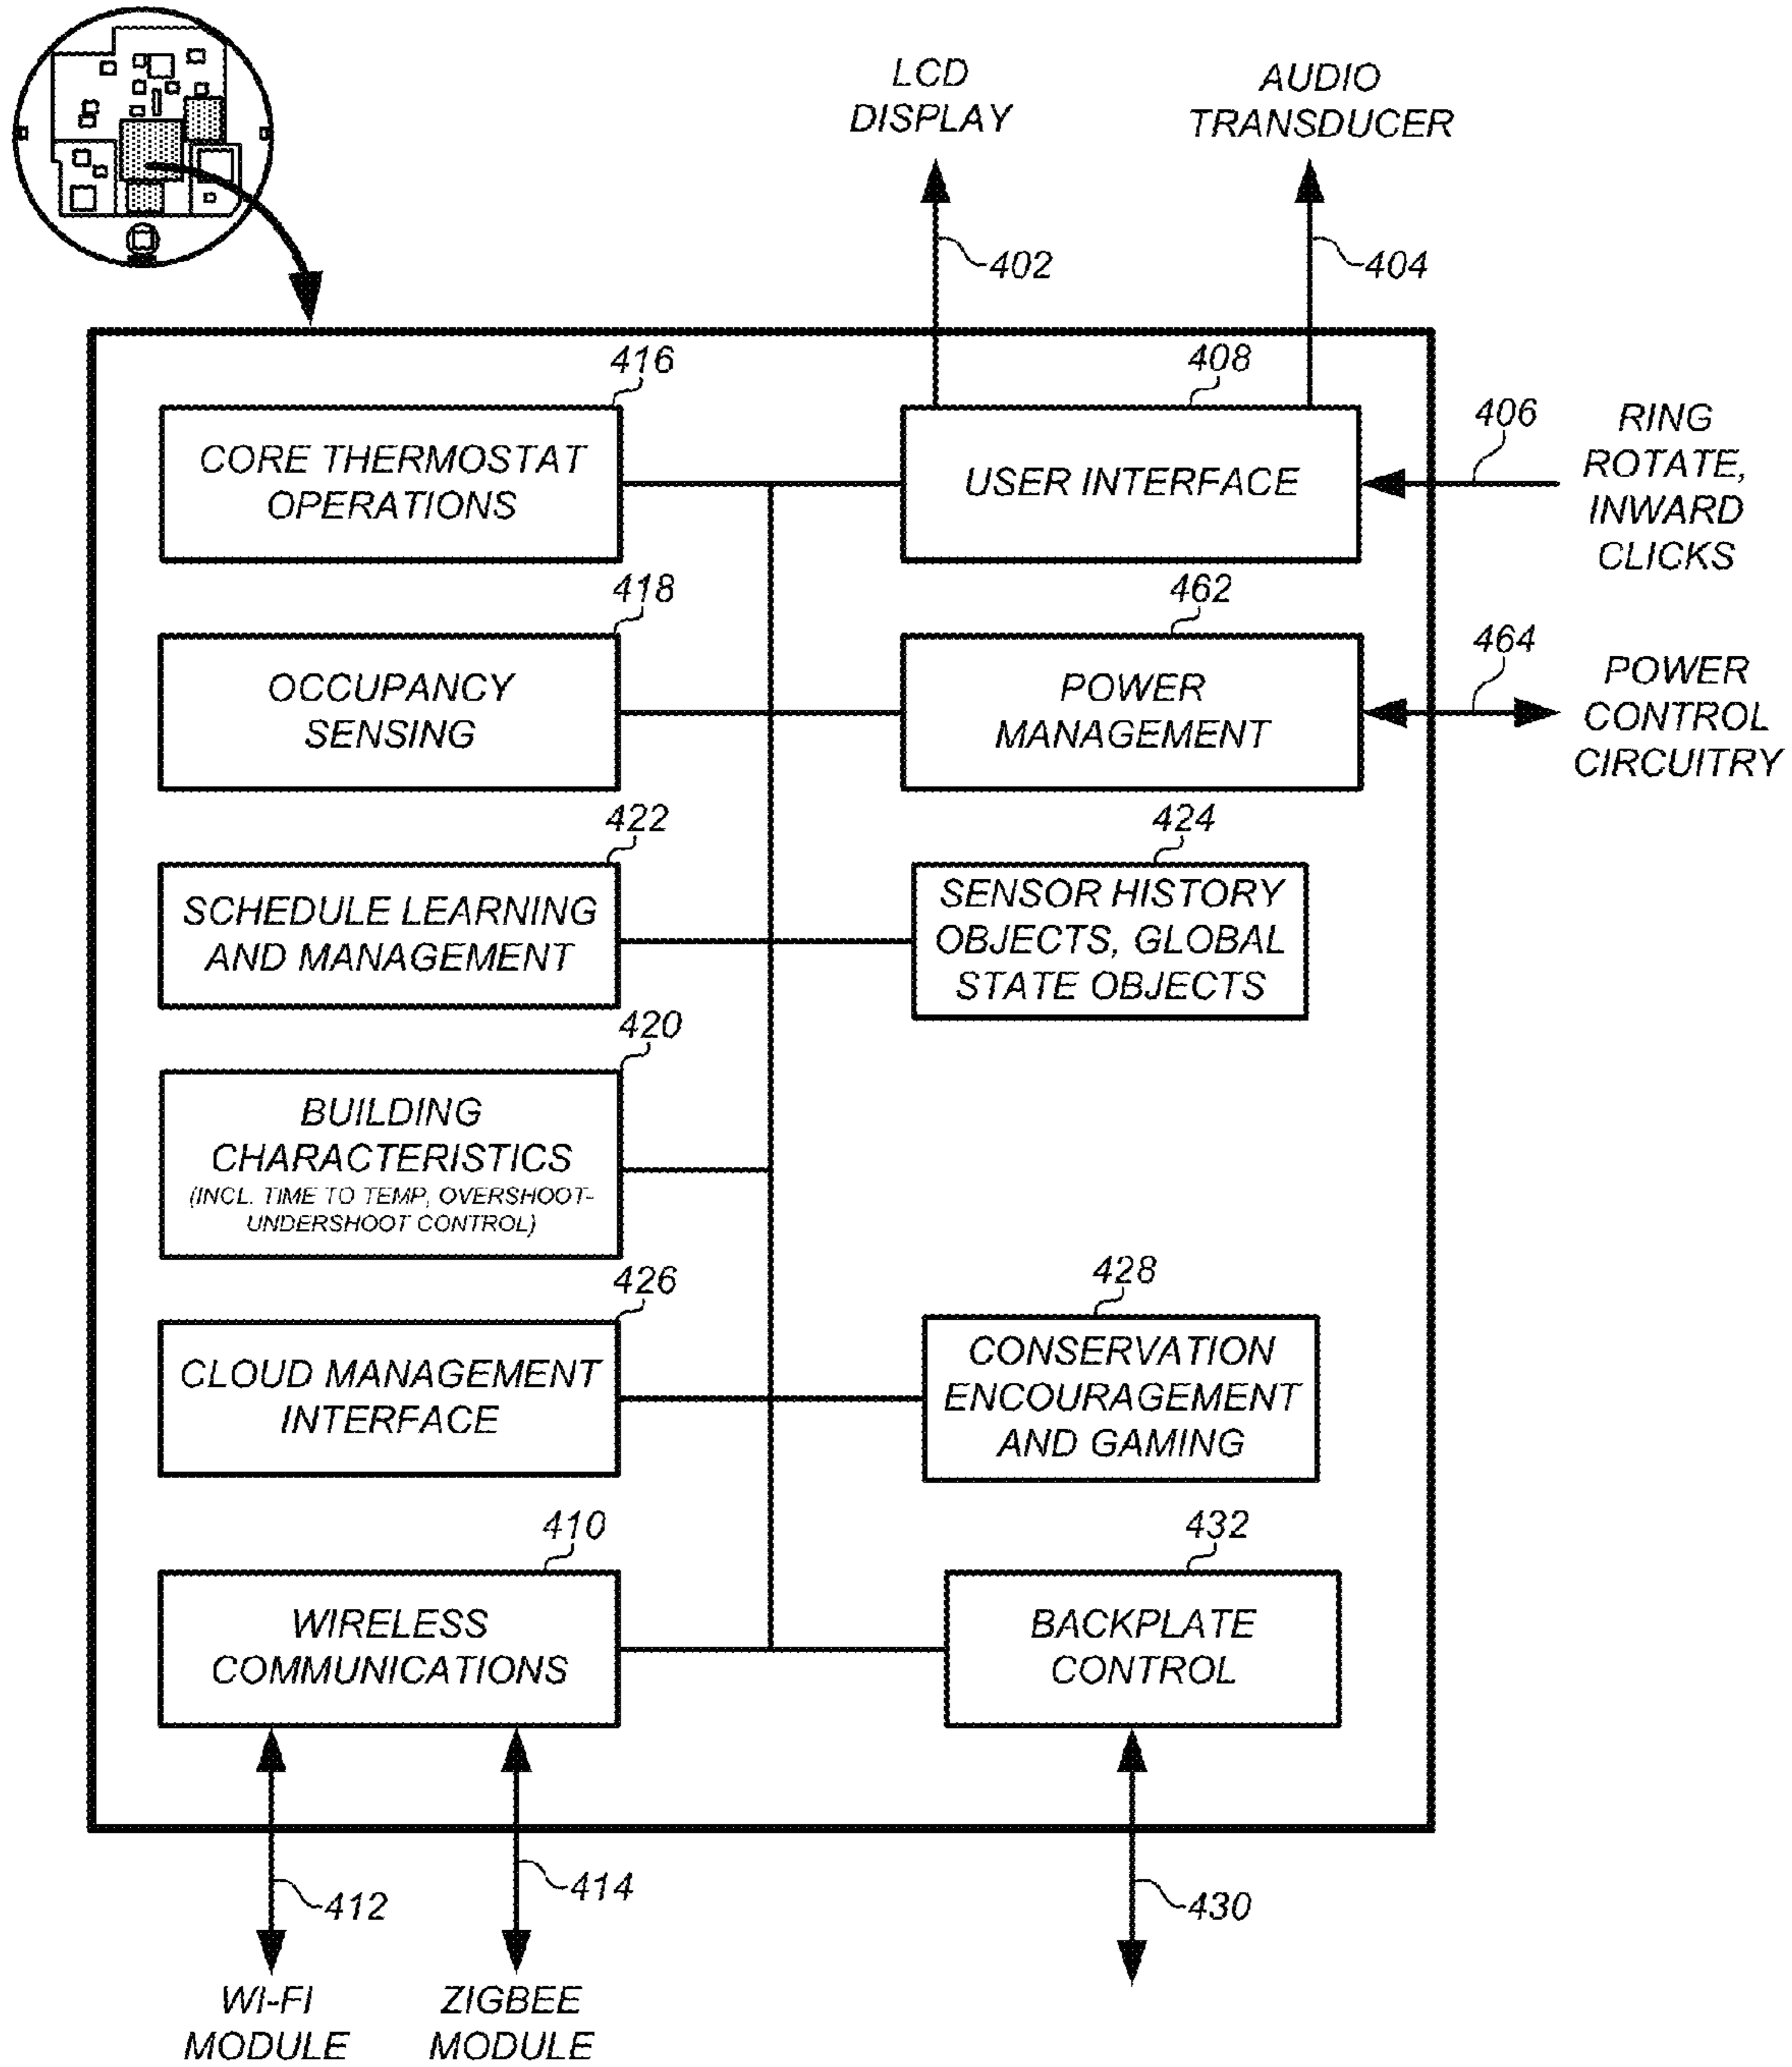 LCD
DISPLAY
AUDIO
TRANSDUCER
402
404
416
408
CORE THERMOSTAT
OPERATIONS
USER INTERFACE
406
RING
ROTATE,
INWARD
CLICKS
418
462
OCCUPANCY
SENSING
POWER
MANAGEMENT
464
POWER
CONTROL
CIRCUITRY
422
424
SCHEDULE LEARNING
AND MANAGEMENT
SENSOR HISTORY
OBJECTS, GLOBAL
STATE OBJECTS
420
BUILDING
CHARACTERISTICS
(INCL. TIME TO TEMP, OVERSHOOT-
UNDERSHOOT CONTROL)
426
428
CLOUD MANAGEMENT
INTERFACE
CONSERVATION
ENCOURAGEMENT
AND GAMING
410
432
WIRELESS
COMMUNICATIONS
BACKPLATE
CONTROL
412
414
430
WI-FI
MODULE
ZIGBEE
MODULE